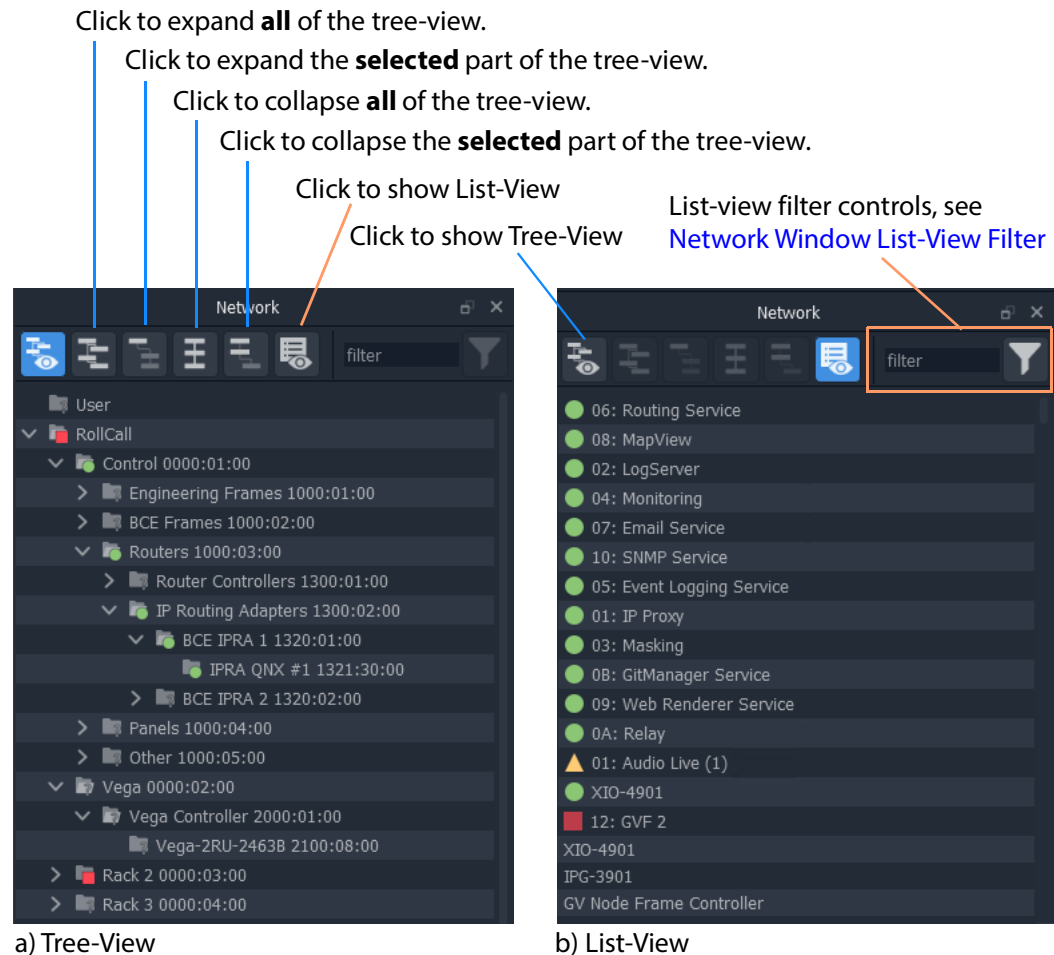 Click to expand all of the tree-view.
Click to expand the selected part of the tree-view.
Click to collapse all of the tree-view.
Click to collapse the selected part of the tree-view.
Click to show List-View
Click to show Tree-View
List-view filter controls, see
Network Window List-View Filter
Network
filter
User
RollCall
Control 0000:01:00
Engineering Frames 1000:01:00
BCE Frames 1000:02:00
Routers 1000:03:00
Router Controllers 1300:01:00
IP Routing Adapters 1300:02:00
BCE IPRA 1 1320:01:00
IPRA QNX #1 1321:30:00
BCE IPRA 2 1320:02:00
Panels 1000:04:00
Other 1000:05:00
Vega 0000:02:00
Vega Controller 2000:01:00
Vega-2RU-2463B 2100:08:00
Rack 2 0000:03:00
Rack 3 0000:04:00
a) Tree-View
Network
filter
06: Routing Service
08: MapView
02: LogServer
04: Monitoring
07: Email Service
10: SNMP Service
05: Event Logging Service
01: IP Proxy
03: Masking
0B: GitManager Service
09: Web Renderer Service
0A: Relay
01: Audio Live (1)
XIO-4901
12: GVF 2
XIO-4901
IPG-3901
GV Node Frame Controller
b) List-View